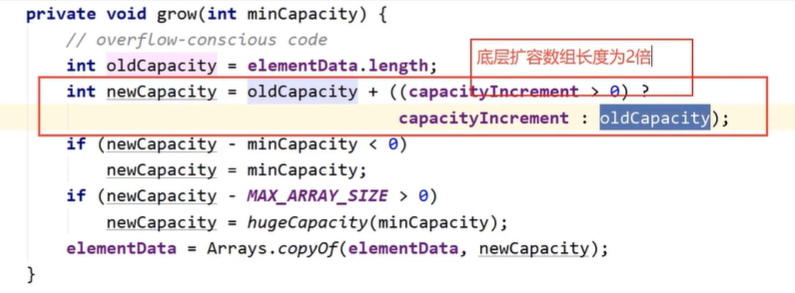 private void grow(int minCapacity) {
// overflow-conscious code
int oldCapacity = elementData.length;
底层扩容数组长度为2倍
int newCapacity = oldCapacity + ((capacityIncrement > 0) ?
capacityIncrement : oldCapacity);
if (newCapacity - minCapacity < 0)
newCapacity = minCapacity;
if (newCapacity - MAX_ARRAY_SIZE > 0)
newCapacity = hugeCapacity(minCapacity);
elementData = Arrays.copyOf(elementData, newCapacity);
}